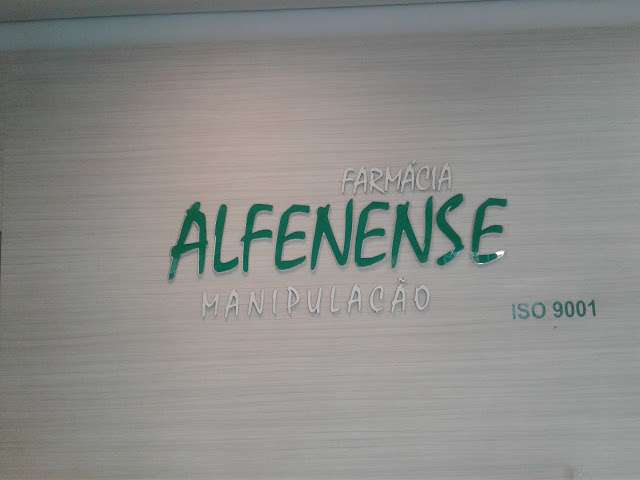 FARMÁCIA
ALFENENSE
MANIPULAÇÃO
ISO 9001